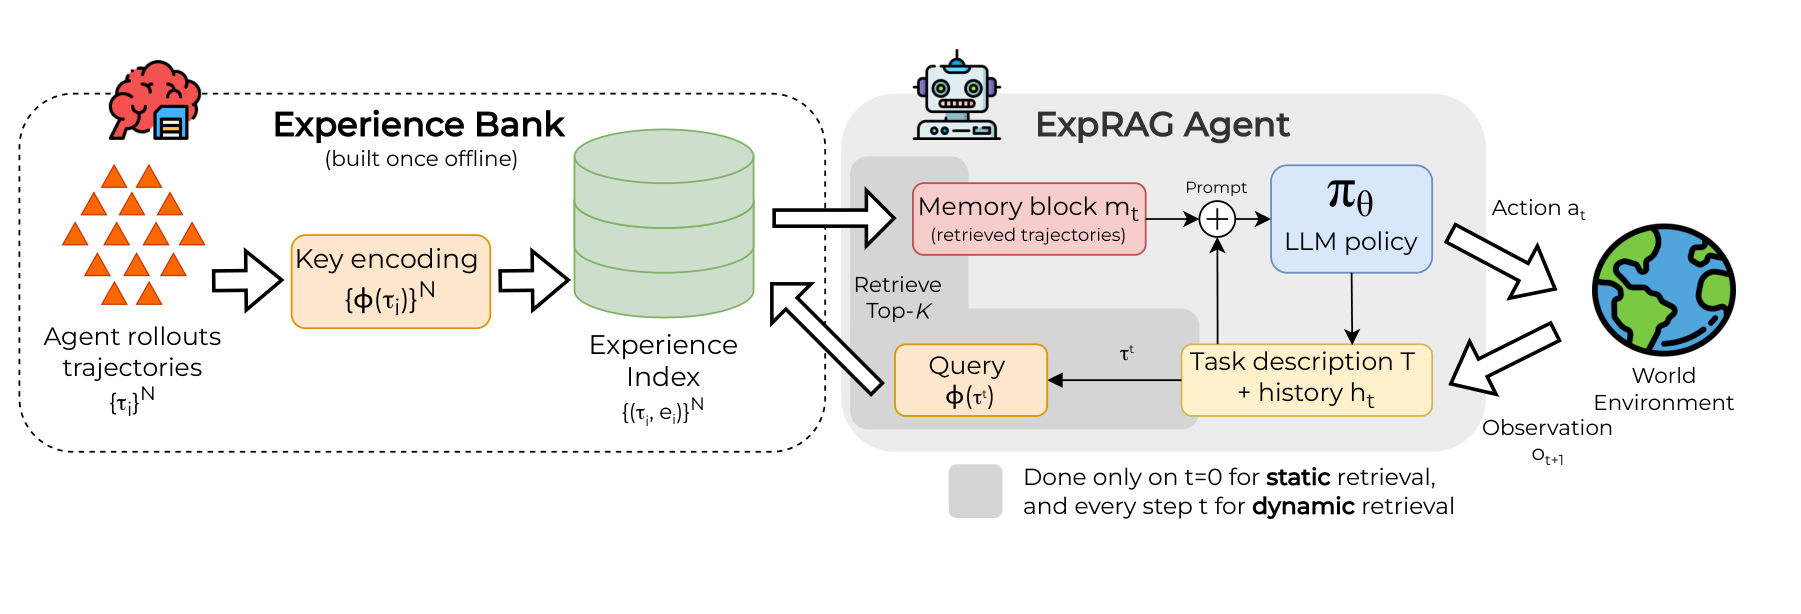 Experience Bank
(built once offline)
Agent rollouts
trajectories
{τᵢ}ᴺ
Key encoding
{ϕ(τᵢ)}ᴺ
Experience
Index
{(τᵢ, eᵢ)}ᴺ
ExpRAG Agent
Retrieve
Top-K
Memory block mₜ
(retrieved trajectories)
Prompt
π_θ
LLM policy
Query
ϕ(τᵗ)
τᵗ
Task description T
+ history hₜ
Action aₜ
World
Environment
Observation
oₜ₊₁
Done only on t=0 for static retrieval,
and every step t for dynamic retrieval